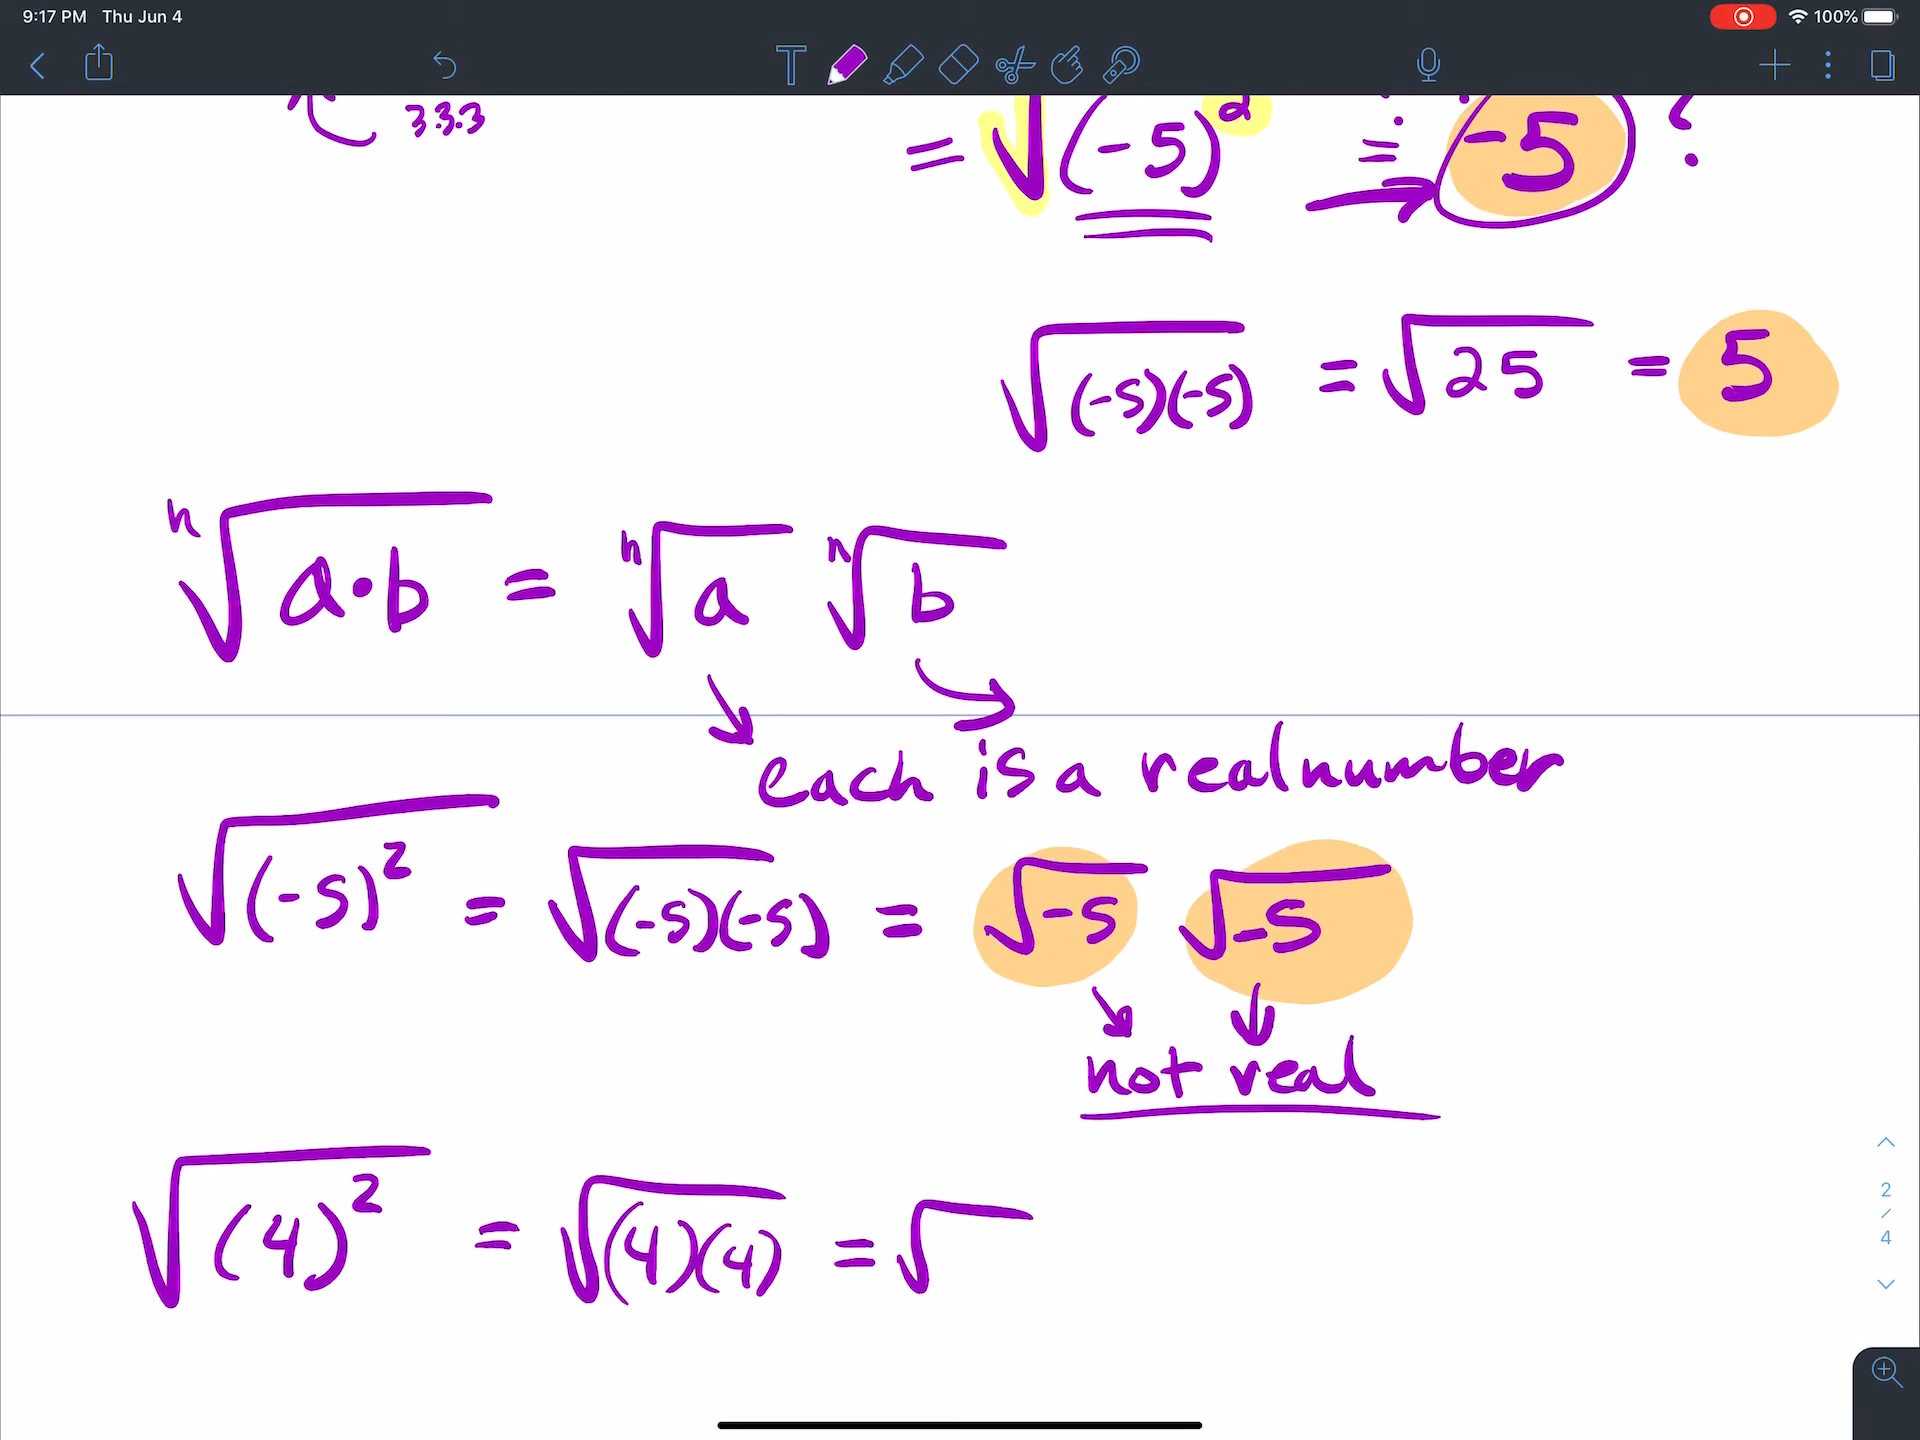 9:17 PM Thu Jun 4 100%
T
3·3·3
= √(-5)² = -5 ?
√(-5)(-5) = √25 = 5
ⁿ√a·b = ⁿ√a ⁿ√b
each is a real number
√(-5)² = √(-5)(-5) = √-5 √-5
not real
√(4)² = √(4)(4) = √
2
/
4